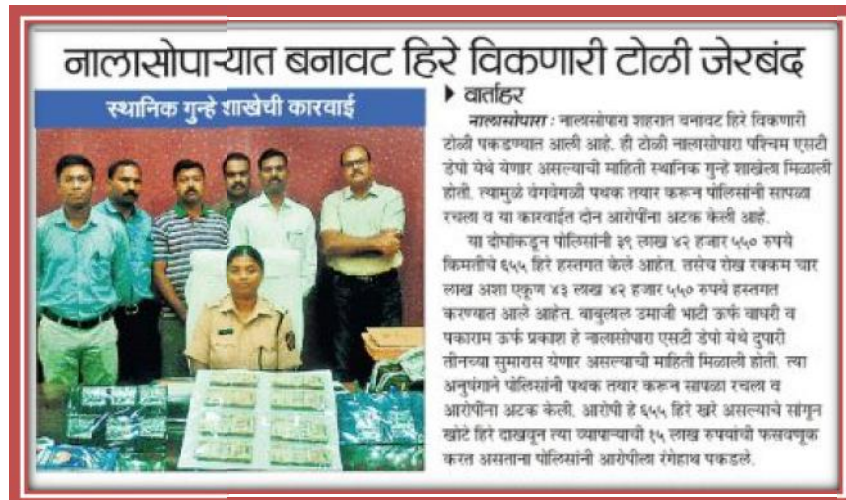 नालासोपाऱ्यात बनावट हिरे विकणारी टोळी जेरबंद
स्थानिक गुन्हे शाखेची कारवाई
वार्ताहर
नालासोपारा : नालासोपारा शहरात बनावट हिरे विकणारी
टोळी पकडण्यात आली आहे. ही टोळी नालासोपारा पश्चिम एसटी
डेपो येथे येणार असल्याची माहिती स्थानिक गुन्हे शाखेला मिळाली
होती. त्यामुळे वेगवेगळी पथक तयार करून पोलिसांनी सापळा
रचला व या कारवाईत दोन आरोपींना अटक केली आहे.
या दोघांकडून पोलिसांनी ३९ लाख ४२ हजार ५५० रुपये
किमतीचे ६५५ हिरे हस्तगत केले आहेत. तसेच रोख रक्कम चार
लाख अशा एकूण ४३ लाख ४२ हजार ५५० रुपये हस्तगत
करण्यात आले आहेत. बाबुलाल उमाजी भाटी ऊर्फ वाघरी व
पकाराम ऊर्फ प्रकाश हे नालासोपारा एसटी डेपो येथे दुपारी
तीनच्या सुमारास येणार असल्याची माहिती मिळाली होती. त्या
अनुषंगाने पोलिसांनी पथक तयार करून सापळा रचला व
आरोपींना अटक केली. आरोपी हे ६५५ हिरे खरे असल्याचे सांगून
खोटे हिरे दाखवून त्या व्यापाऱ्याची १५ लाख रुपयांची फसवणूक
करत असताना पोलिसांनी आरोपीला रंगेहाथ पकडले.